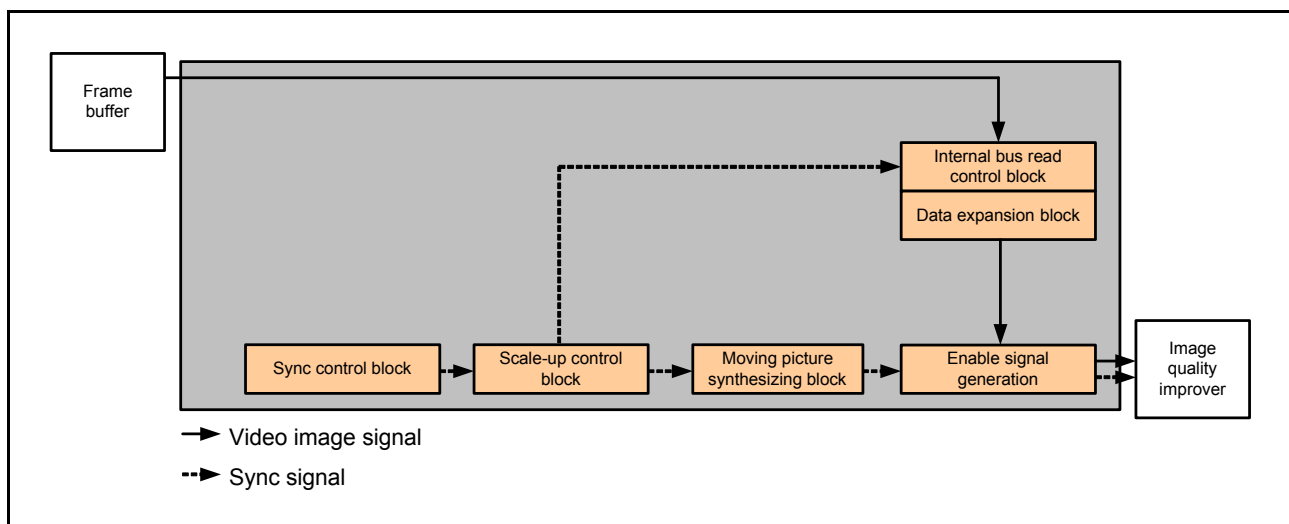 Frame
buffer
Internal bus read
control block
Data expansion block
Sync control block
Scale-up control
block
Moving picture
synthesizing block
Enable signal
generation
Image
quality
improver
Video image signal
Sync signal